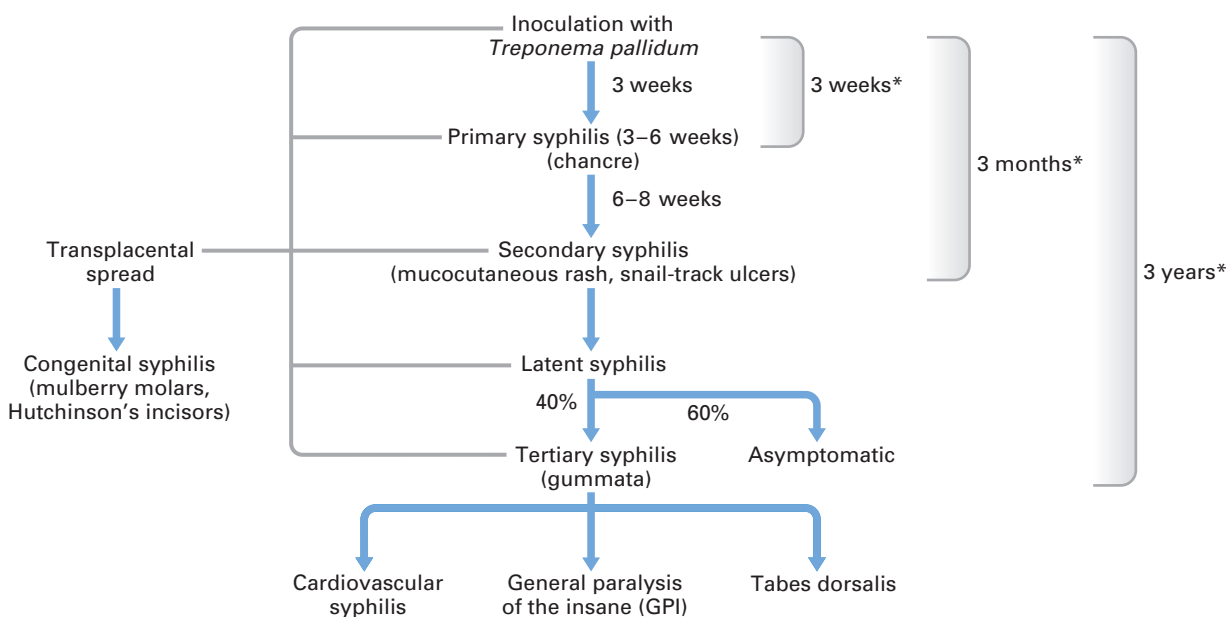 Inoculation with
Treponema pallidum
3 weeks
3 weeks*
Primary syphilis (3–6 weeks)
(chancre)
3 months*
6–8 weeks
Transplacental
spread
Secondary syphilis
(mucocutaneous rash, snail-track ulcers)
3 years*
Congenital syphilis
(mulberry molars,
Hutchinson’s incisors)
Latent syphilis
40%
60%
Tertiary syphilis
(gummata)
Asymptomatic
Cardiovascular
syphilis
General paralysis
of the insane (GPI)
Tabes dorsalis